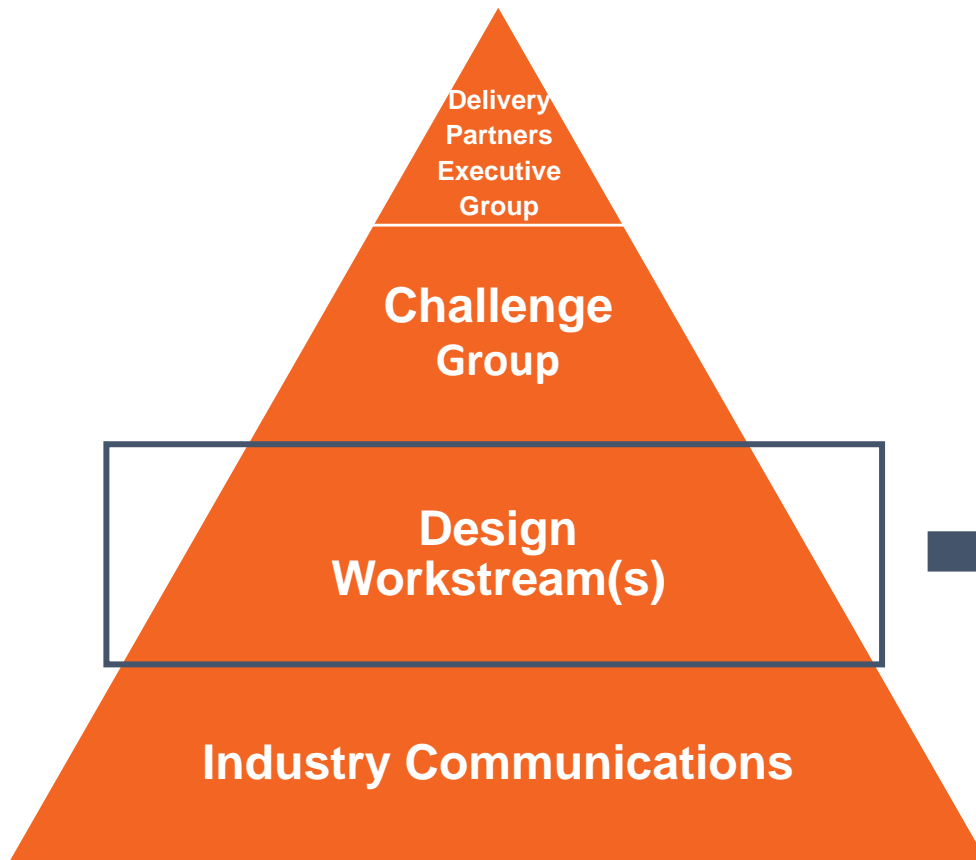 Delivery
Partners
Executive
Group
Challenge
Group
Design
Workstream(s)
Industry Communications